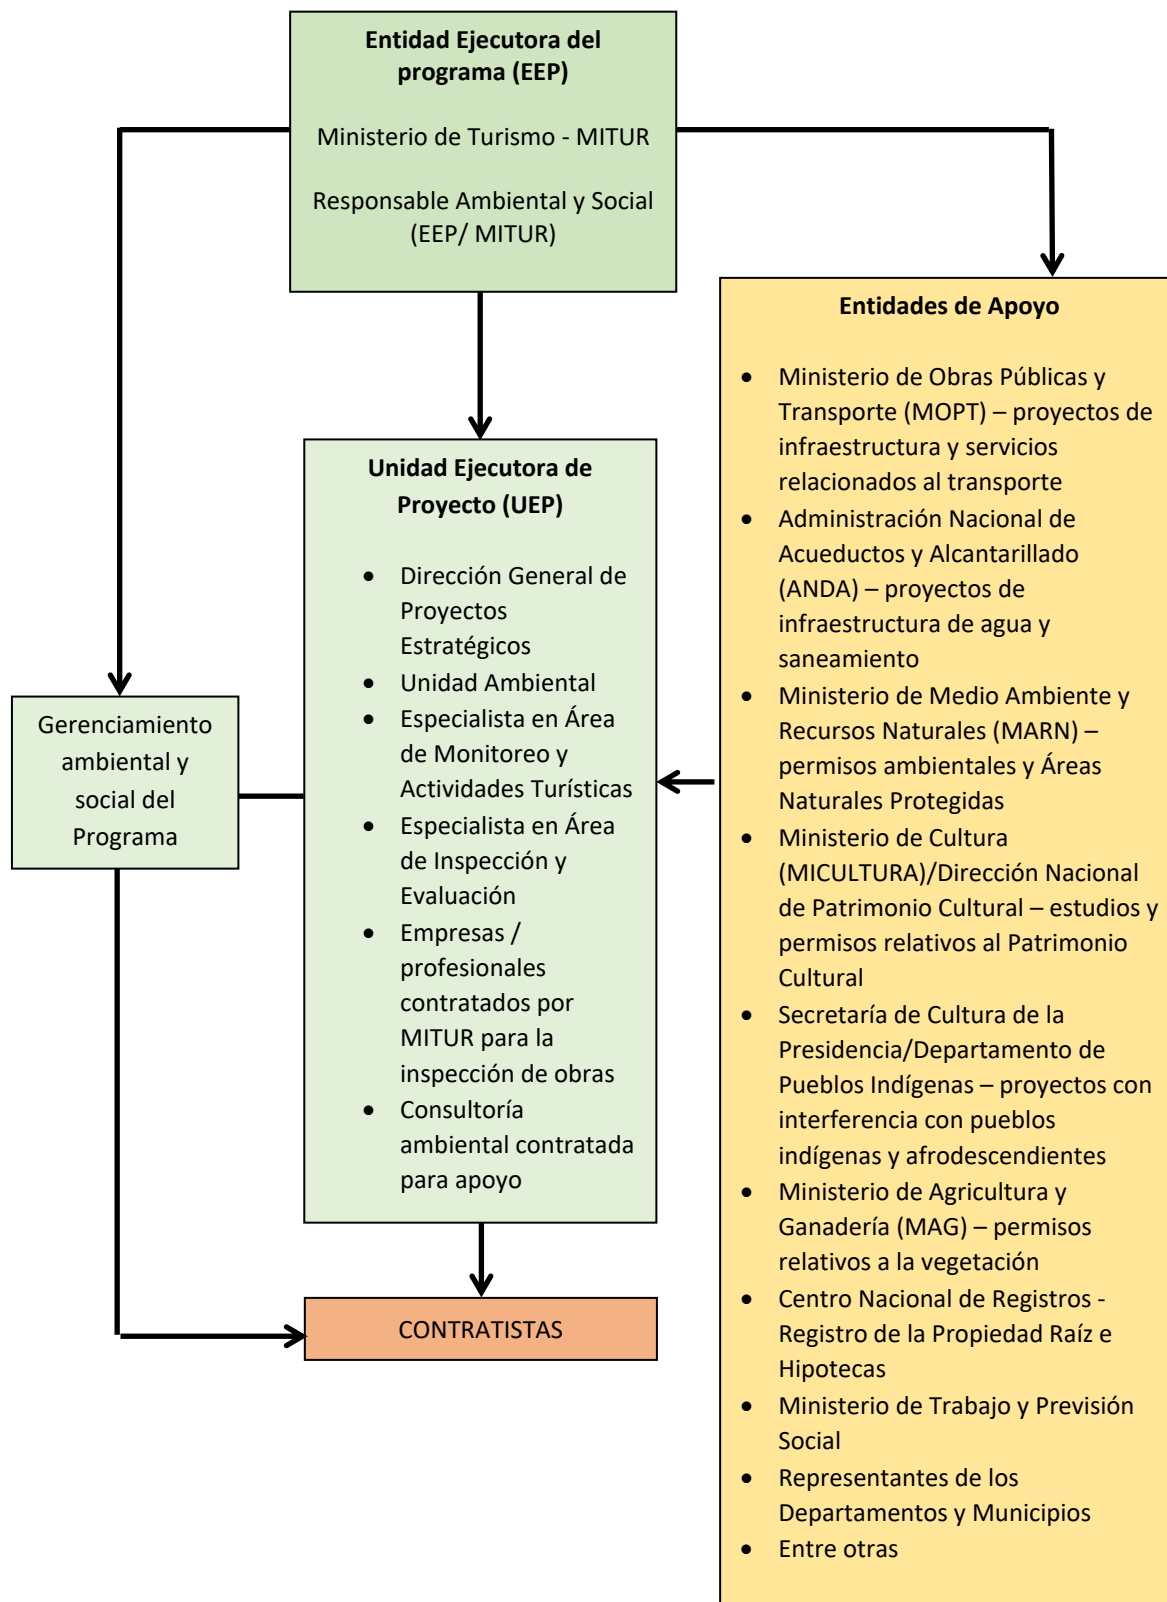 Entidad Ejecutora del
programa (EEP)
Ministerio de Turismo - MITUR
Responsable Ambiental y Social
(EEP/ MITUR)
Entidades de Apoyo
• Ministerio de Obras Públicas y
Transporte (MOPT) – proyectos de
infraestructura y servicios
relacionados al transporte
• Administración Nacional de
Acueductos y Alcantarillado
(ANDA) – proyectos de
infraestructura de agua y
saneamiento
• Ministerio de Medio Ambiente y
Recursos Naturales (MARN) –
permisos ambientales y Áreas
Naturales Protegidas
• Ministerio de Cultura
(MICULTURA)/Dirección Nacional
de Patrimonio Cultural – estudios y
permisos relativos al Patrimonio
Cultural
• Secretaría de Cultura de la
Presidencia/Departamento de
Pueblos Indígenas – proyectos con
interferencia con pueblos
indígenas y afrodescendientes
• Ministerio de Agricultura y
Ganadería (MAG) – permisos
relativos a la vegetación
• Centro Nacional de Registros -
Registro de la Propiedad Raíz e
Hipotecas
• Ministerio de Trabajo y Previsión
Social
• Representantes de los
Departamentos y Municipios
• Entre otras
Unidad Ejecutora de
Proyecto (UEP)
• Dirección General de
Proyectos
Estratégicos
• Unidad Ambiental
• Especialista en Área
de Monitoreo y
Actividades Turísticas
• Especialista en Área
de Inspección y
Evaluación
• Empresas /
profesionales
contratados por
MITUR para la
inspección de obras
• Consultoría
ambiental contratada
para apoyo
Gerenciamiento
ambiental y
social del
Programa
CONTRATISTAS